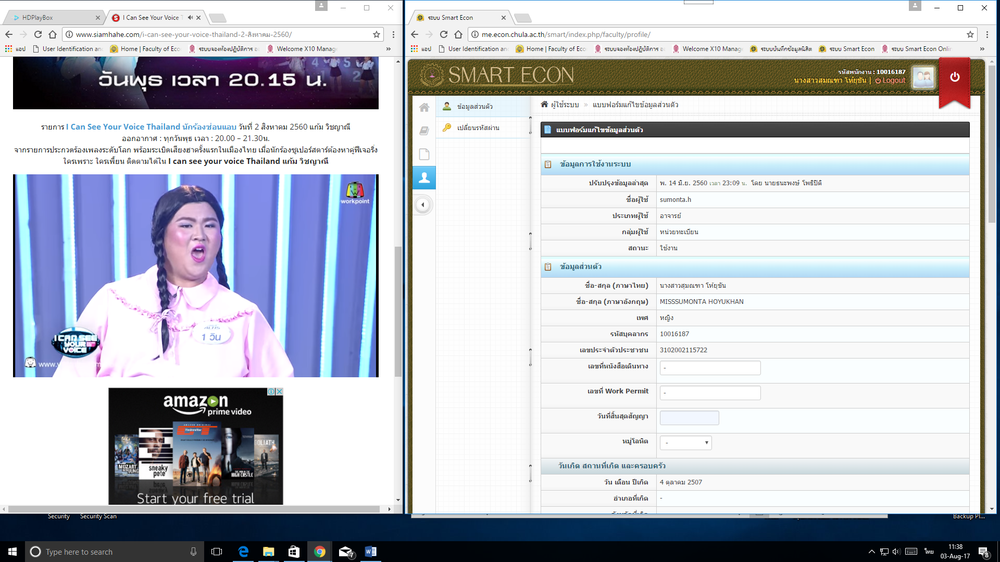 HDPlayBox
I Can See Your Voice T
www.siamhahe.com/i-can-see-your-voice-thailand-2-สิงหาคม-2560/
แอป
User Identification an
Home | Faculty of Eco
ระบบจองห้องปฏิบัติการ
Welcome X10 Manage
»
วันพุธ เวลา 20.15 น.
รายการ I Can See Your Voice Thailand นักร้องซ่อนแอบ วันที่ 2 สิงหาคม 2560 แก้ม วิชญาณี
ออกอากาศ : ทุกวันพุธ เวลา : 20.00 – 21.30น.
จากรายการประกวดร้องเพลงระดับโลก พร้อมระเบิดเสียงฮาครั้งแรกในเมืองไทย เมื่อนักร้องซูเปอร์สตาร์ต้องหาคู่ฟีเจอริ่ง
ใครเพราะ ใครเพี้ยน ติดตามได้ใน I can see your voice Thailand แก้ม วิชญาณี
workpoint
1 วิน
I CAN SEE
YOUR
VOICE
www.
amazon
prime video
MOZART
IN THE JUNGLE
sneaky
pete
THE MAN IN THE
HIGH CASTLE
GOLIATH
Start your free trial
ระบบ Smart Econ
me.econ.chula.ac.th/smart/index.php/faculty/profile/
แอป
User Identification an
Home | Faculty of Eco
ระบบจองห้องปฏิบัติการ
Welcome X10 Manag
ระบบบันทึกข้อมูลนิสิต
ระบบ Smart Econ
ระบบ Smart Econ Onlin
»
SMART ECON
รหัสพนักงาน : 10016187
นางสาวสุมณฑา โห้ยุขัน | Logout
ข้อมูลส่วนตัว
เปลี่ยนรหัสผ่าน
ผู้ใช้ระบบ » แบบฟอร์มแก้ไขข้อมูลส่วนตัว
แบบฟอร์มแก้ไขข้อมูลส่วนตัว
ข้อมูลการใช้งานระบบ
ปรับปรุงข้อมูลล่าสุด พ. 14 มิ.ย. 2560 เวลา 23:09 น. โดย นายธนะพงษ์ โพธิปิติ
ชื่อผู้ใช้ sumonta.h
ประเภทผู้ใช้ อาจารย์
กลุ่มผู้ใช้ หน่วยทะเบียน
สถานะ ใช้งาน
ข้อมูลส่วนตัว
ชื่อ-สกุล (ภาษาไทย) นางสาวสุมณฑา โห้ยุขัน
ชื่อ-สกุล (ภาษาอังกฤษ) MISSSUMONTA HOYUKHAN
เพศ หญิง
รหัสบุคลากร 10016187
เลขประจำตัวประชาชน 3102002115722
เลขที่หนังสือเดินทาง -
เลขที่ Work Permit -
วันที่สิ้นสุดสัญญา
หมู่โลหิต -
วันเกิด สถานที่เกิด และครอบครัว
วัน เดือน ปีเกิด 4 ตุลาคม 2507
อำเภอที่เกิด -
Security
Security Scan
Backup Pl...
Type here to search
7
ไทย
11:38
03-Aug-17
8